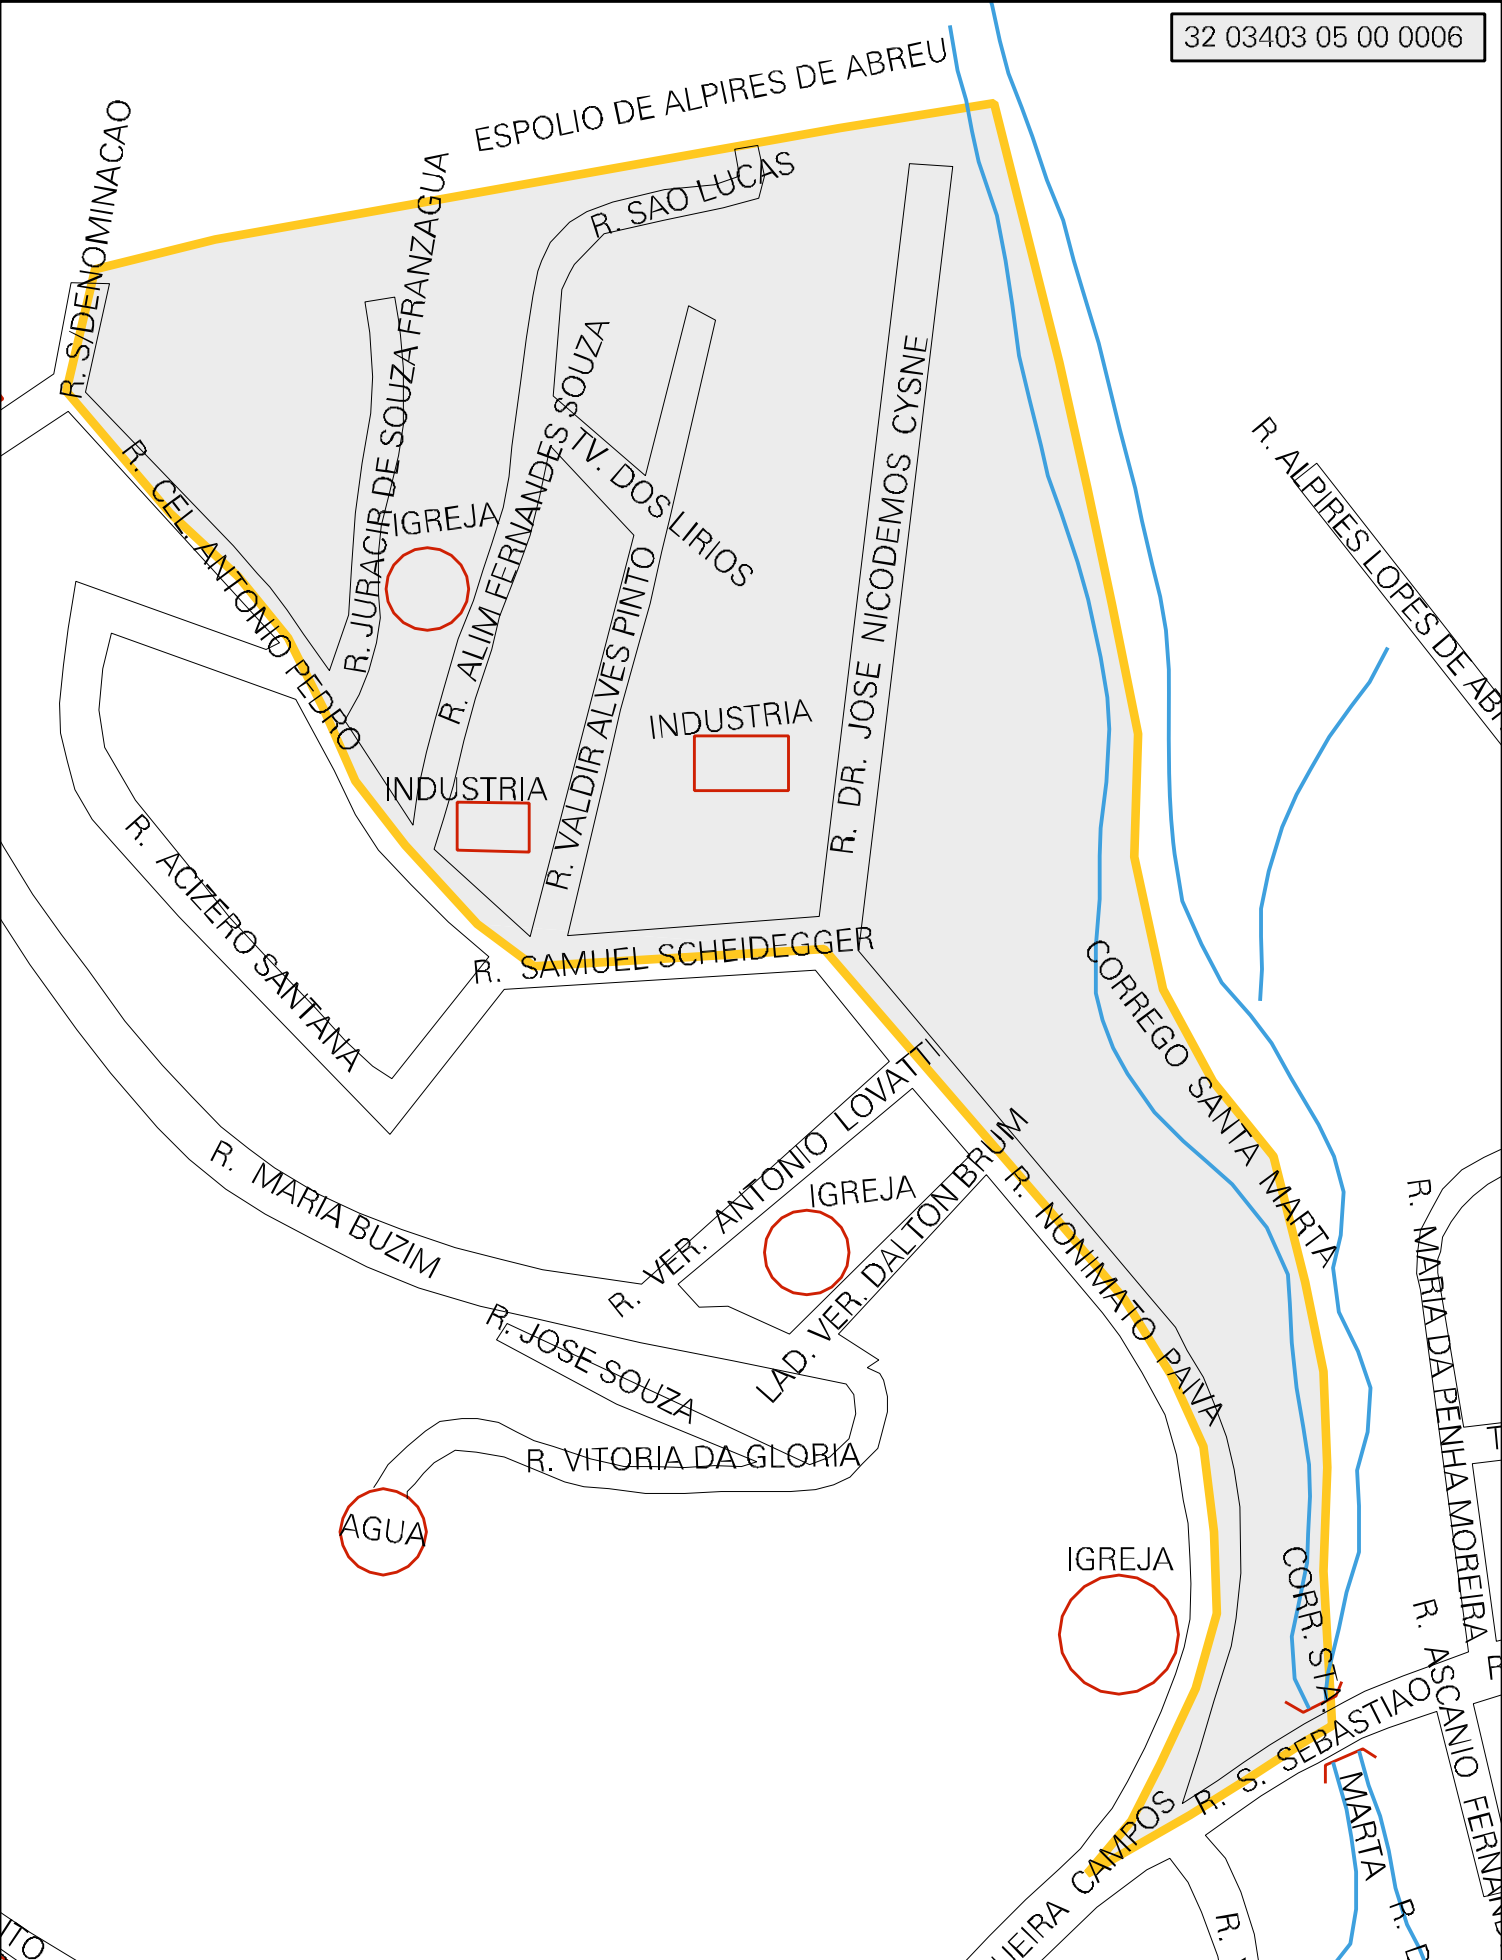 32 03403 05 00 0006
ESPOLIO DE ALPIRES DE ABREU
R. S/DENOMINACAO
R. SAO LUCAS
R. JURACIR DE SOUZA FRANZAGUA
R. ALIM FERNANDES SOUZA
TV. DOS LIRIOS
R. DR. JOSE NICODEMOS CYSNE
R. CEL. ANTONIO PEDRO
IGREJA
R. VALDIR ALVES PINTO
INDUSTRIA
INDUSTRIA
R. ALPIRES LOPES DE
R. ACIZERO SANTANA
R. SAMUEL SCHEIDEGGER
CORREGO SANTA MARTA
R. MARIA BUZIM
R. VER. ANTONIO LOVATTI
IGREJA
LAD. VER. DALTON BRUM
R. NONIMATO PAIVA
R. JOSE SOUZA
R. VITORIA DA GLORIA
AGUA
R. MARIA DA PENHA MOREIRA
IGREJA
CORR. STA.
MARTA
R. S. SEBASTIAO
R. ASCANIO
CAMPOS
R.
R.